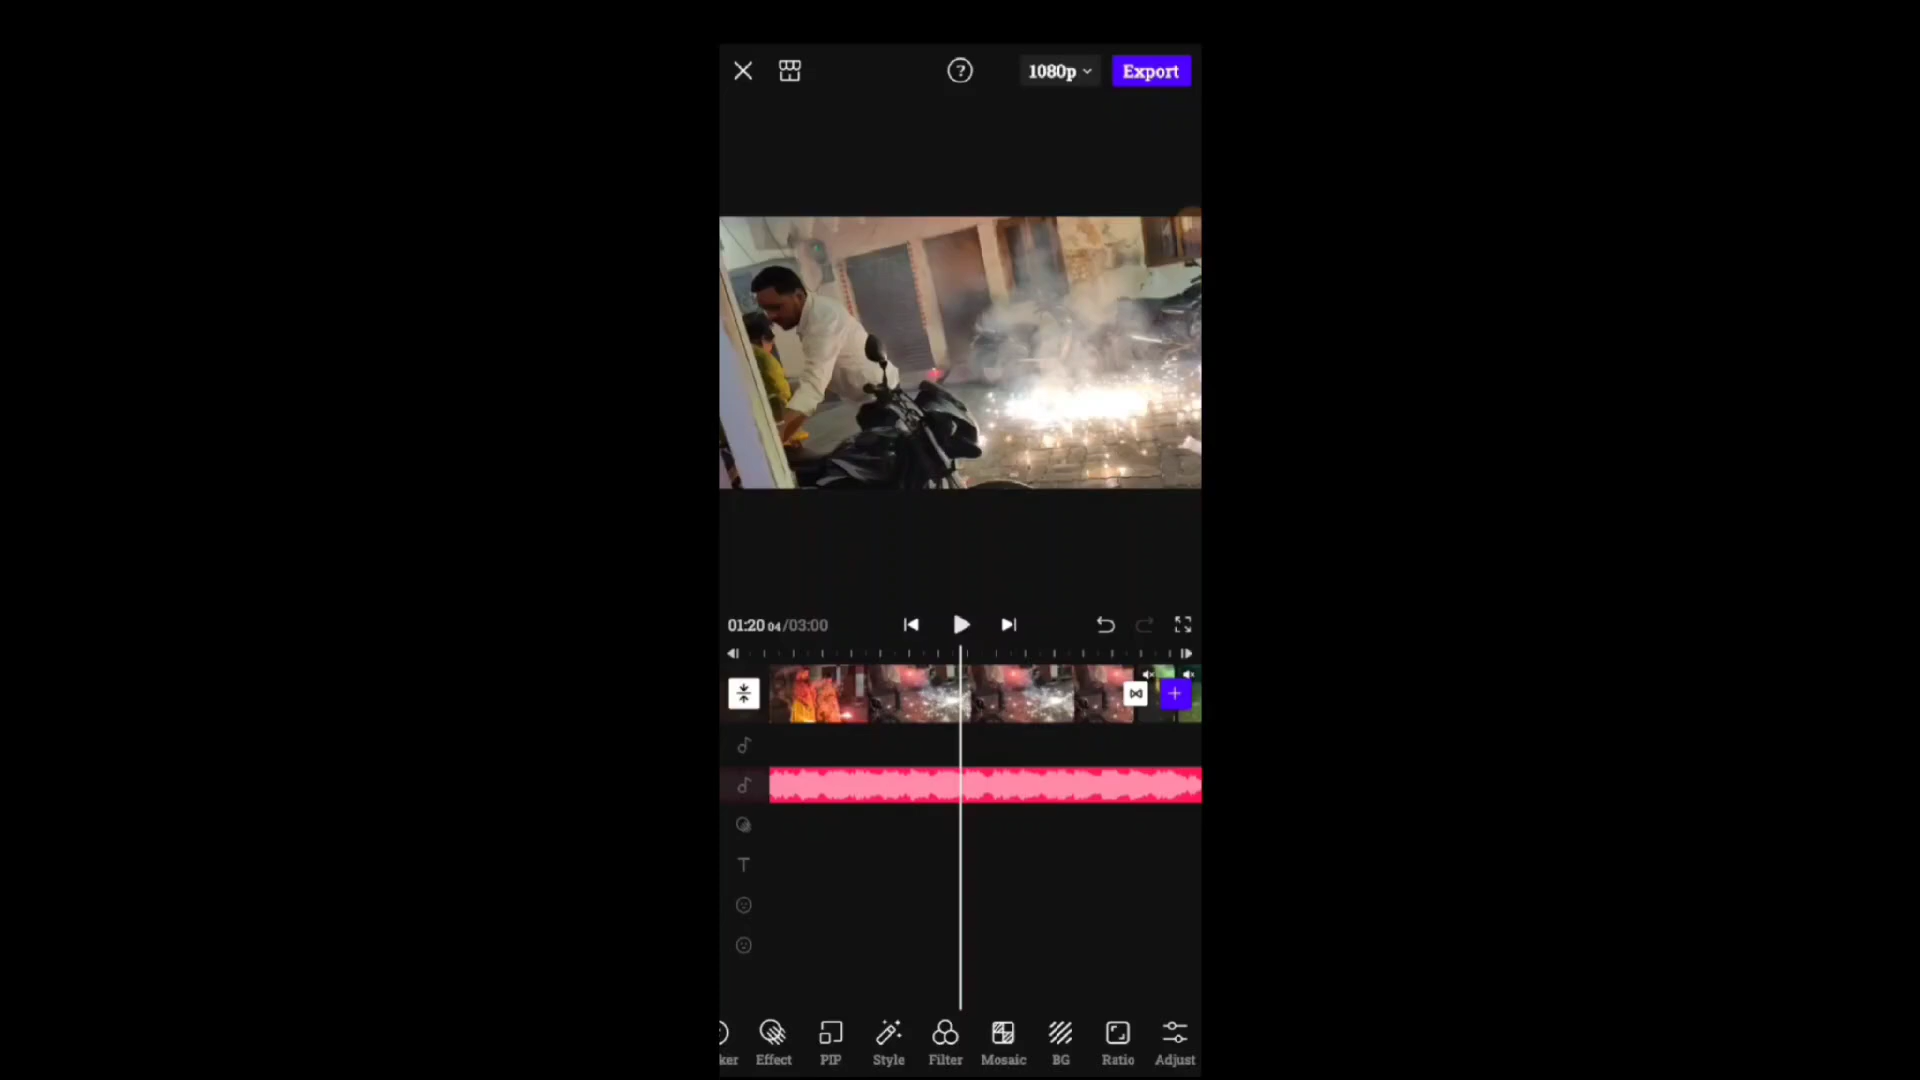 1080p Export
01:20 04 /03:00
ker Effect PIP Style Filter Mosaic BG Ratio Adjust